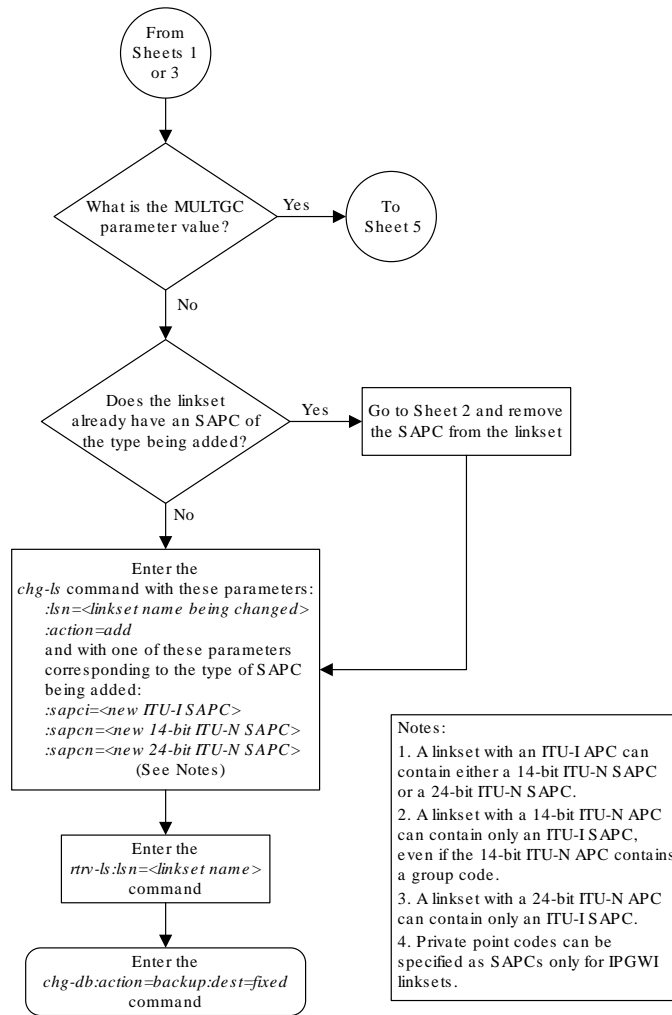 From
Sheets 1
or 3
What is the MULTGC
parameter value?
Yes
To
Sheet 5
No
Does the linkset
already have an SAPC of
the type being added?
Yes
Go to Sheet 2 and remove
the SAPC from the linkset
No
Enter the
chg-ls command with these parameters:
:lsn=<linkset name being changed>
:action=add
and with one of these parameters
corresponding to the type of SAPC
being added:
:sapci=<new ITU-I SAPC>
:sapcn=<new 14-bit ITU-N SAPC>
:sapcn=<new 24-bit ITU-N SAPC>
(See Notes)
Enter the
rtrv-ls:lsn=<linkset name>
command
Enter the
chg-db:action=backup:dest=fixed
command
Notes:
1. A linkset with an ITU-I APC can
contain either a 14-bit ITU-N SAPC
or a 24-bit ITU-N SAPC.
2. A linkset with a 14-bit ITU-N APC
can contain only an ITU-I SAPC,
even if the 14-bit ITU-N APC contains
a group code.
3. A linkset with a 24-bit ITU-N APC
can contain only an ITU-I SAPC.
4. Private point codes can be
specified as SAPCs only for IPGWI
linksets.